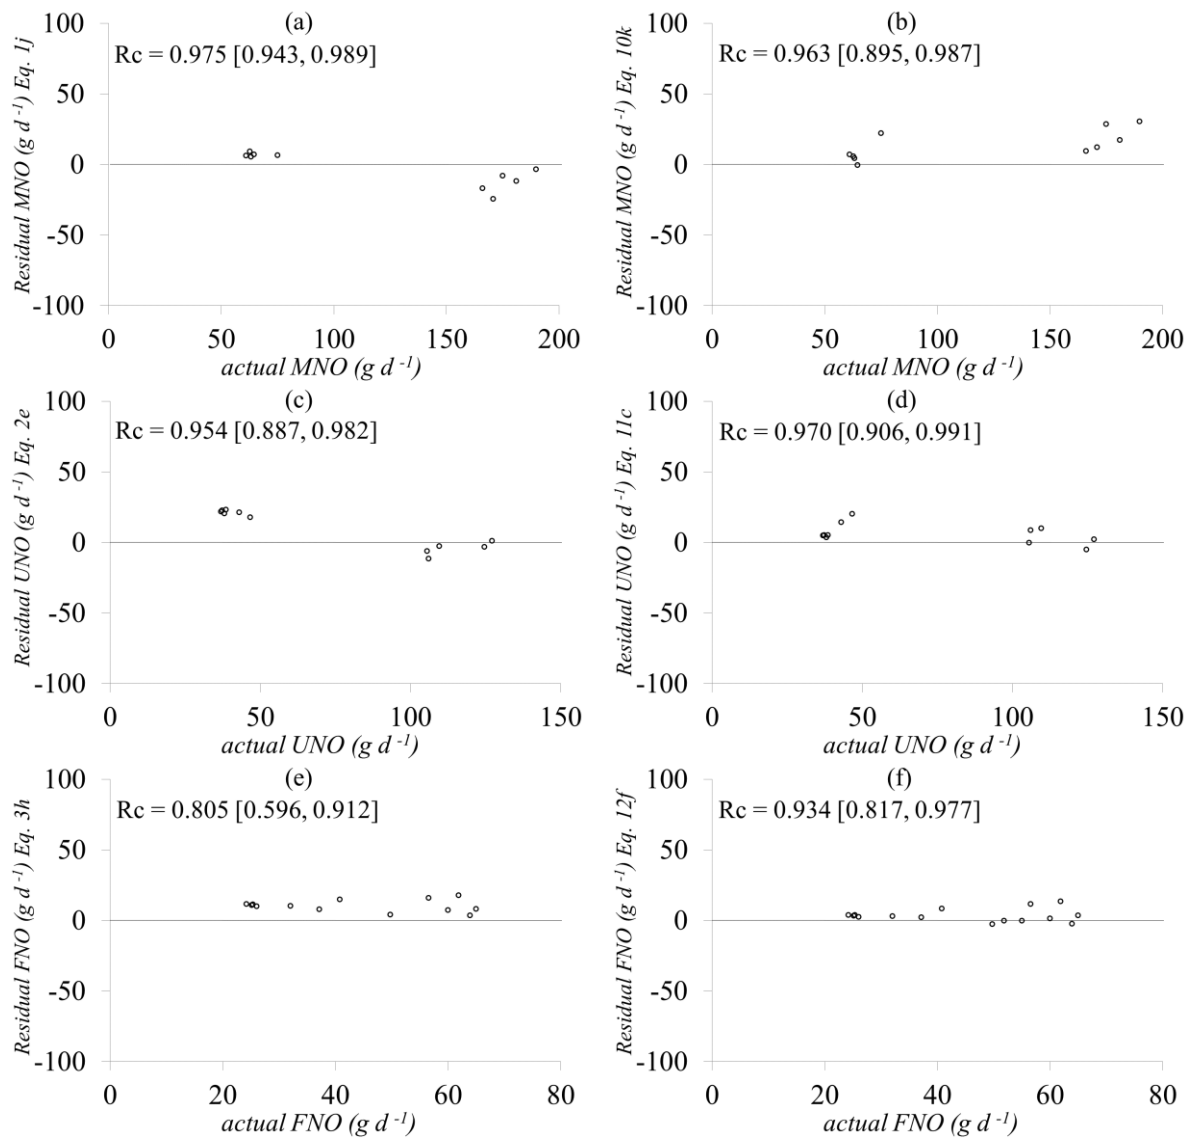 (a)
Rc = 0.975 [0.943, 0.989]
Residual MNO (g d -1) Eq. 1j
100
50
0
-50
-100
0 50 100 150 200
actual MNO (g d -1)
(b)
Rc = 0.963 [0.895, 0.987]
Residual MNO (g d -1) Eq. 10k
100
50
0
-50
-100
0 50 100 150 200
actual MNO (g d -1)
(c)
Rc = 0.954 [0.887, 0.982]
Residual UNO (g d -1) Eq. 2e
100
50
0
-50
-100
0 50 100 150
actual UNO (g d -1)
(d)
Rc = 0.970 [0.906, 0.991]
Residual UNO (g d -1) Eq. 11c
100
50
0
-50
-100
0 50 100 150
actual UNO (g d -1)
(e)
Rc = 0.805 [0.596, 0.912]
Residual FNO (g d -1) Eq. 3h
100
50
0
-50
-100
0 20 40 60 80
actual FNO (g d -1)
(f)
Rc = 0.934 [0.817, 0.977]
Residual FNO (g d -1) Eq. 12f
100
50
0
-50
-100
0 20 40 60 80
actual FNO (g d -1)